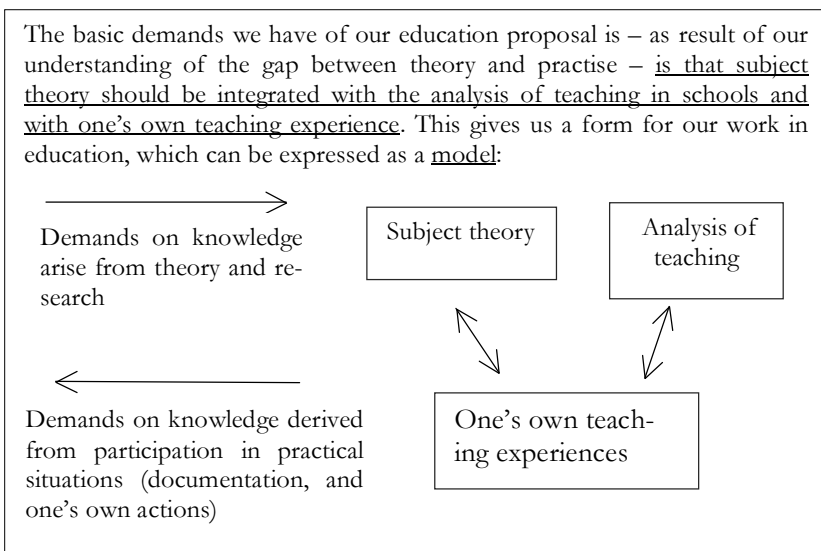 The basic demands we have of our education proposal is – as result of our
understanding of the gap between theory and practise – is that subject
theory should be integrated with the analysis of teaching in schools and
with one's own teaching experience. This gives us a form for our work in
education, which can be expressed as a model:
Demands on knowledge
arise from theory and re-
search
Subject theory
Analysis of
teaching
Demands on knowledge derived
from participation in practical
situations (documentation, and
one's own actions)
One's own teach-
ing experiences